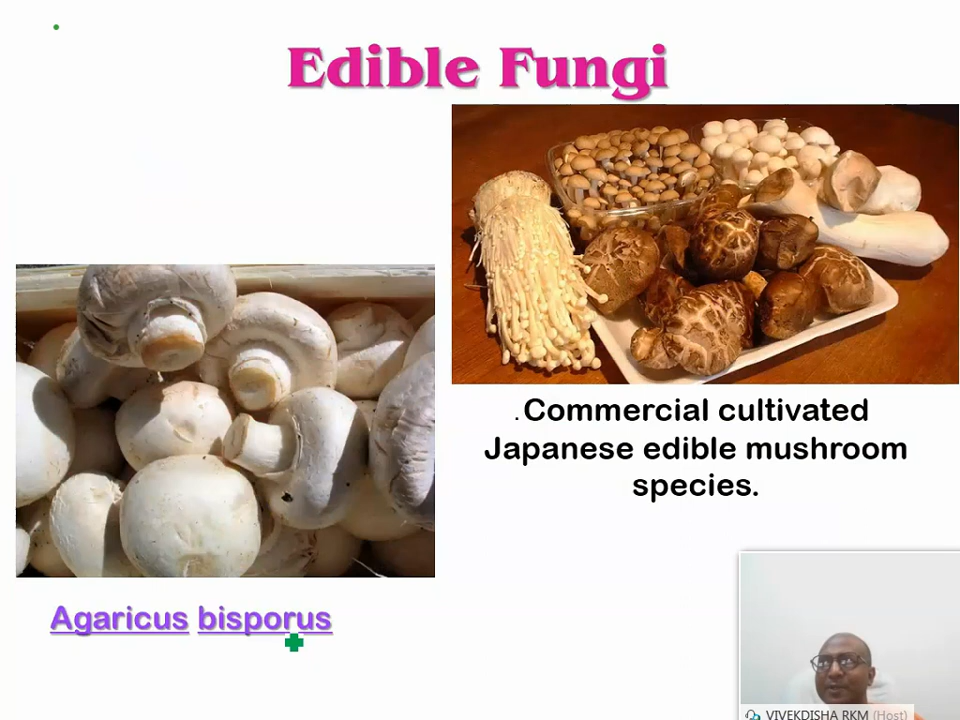 Edible Fungi
. Commercial cultivated
Japanese edible mushroom
species.
Agaricus bisporus
VIVEKDISHA RKM (Host)